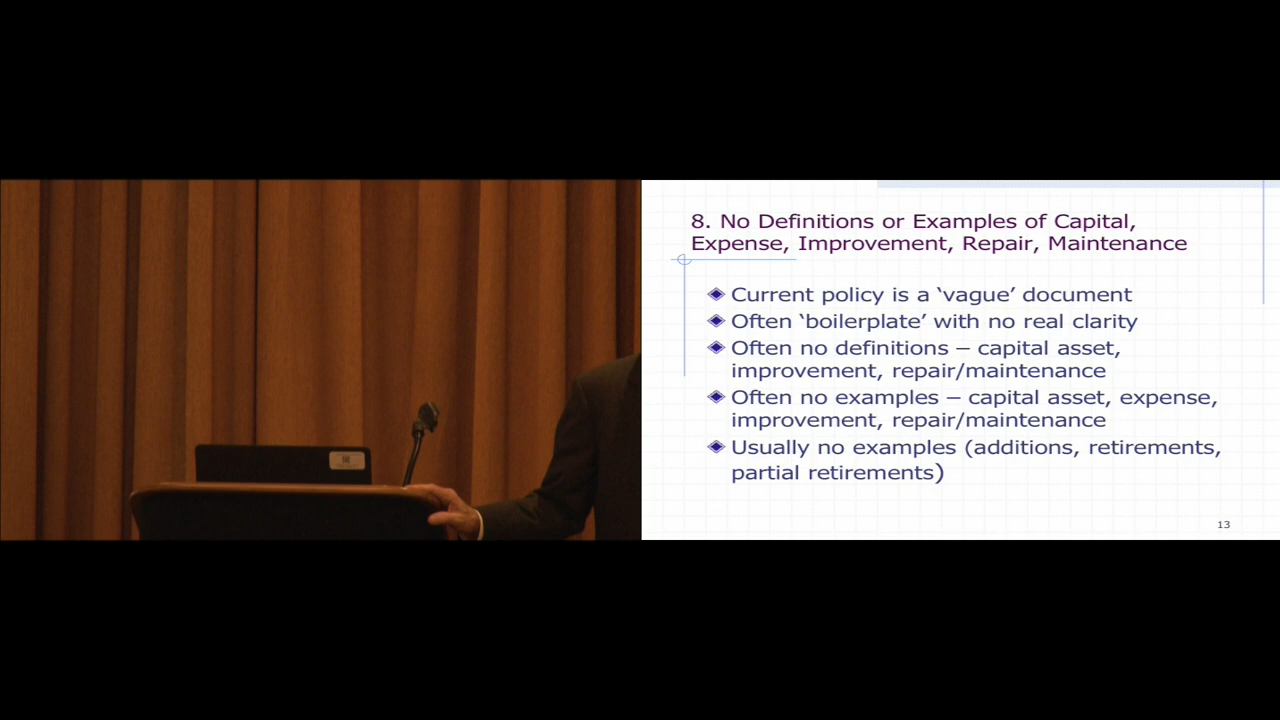 8. No Definitions or Examples of Capital,
Expense, Improvement, Repair, Maintenance
Current policy is a ‘vague’ document
Often ‘boilerplate’ with no real clarity
Often no definitions – capital asset,
improvement, repair/maintenance
Often no examples – capital asset, expense,
improvement, repair/maintenance
Usually no examples (additions, retirements,
partial retirements)
13